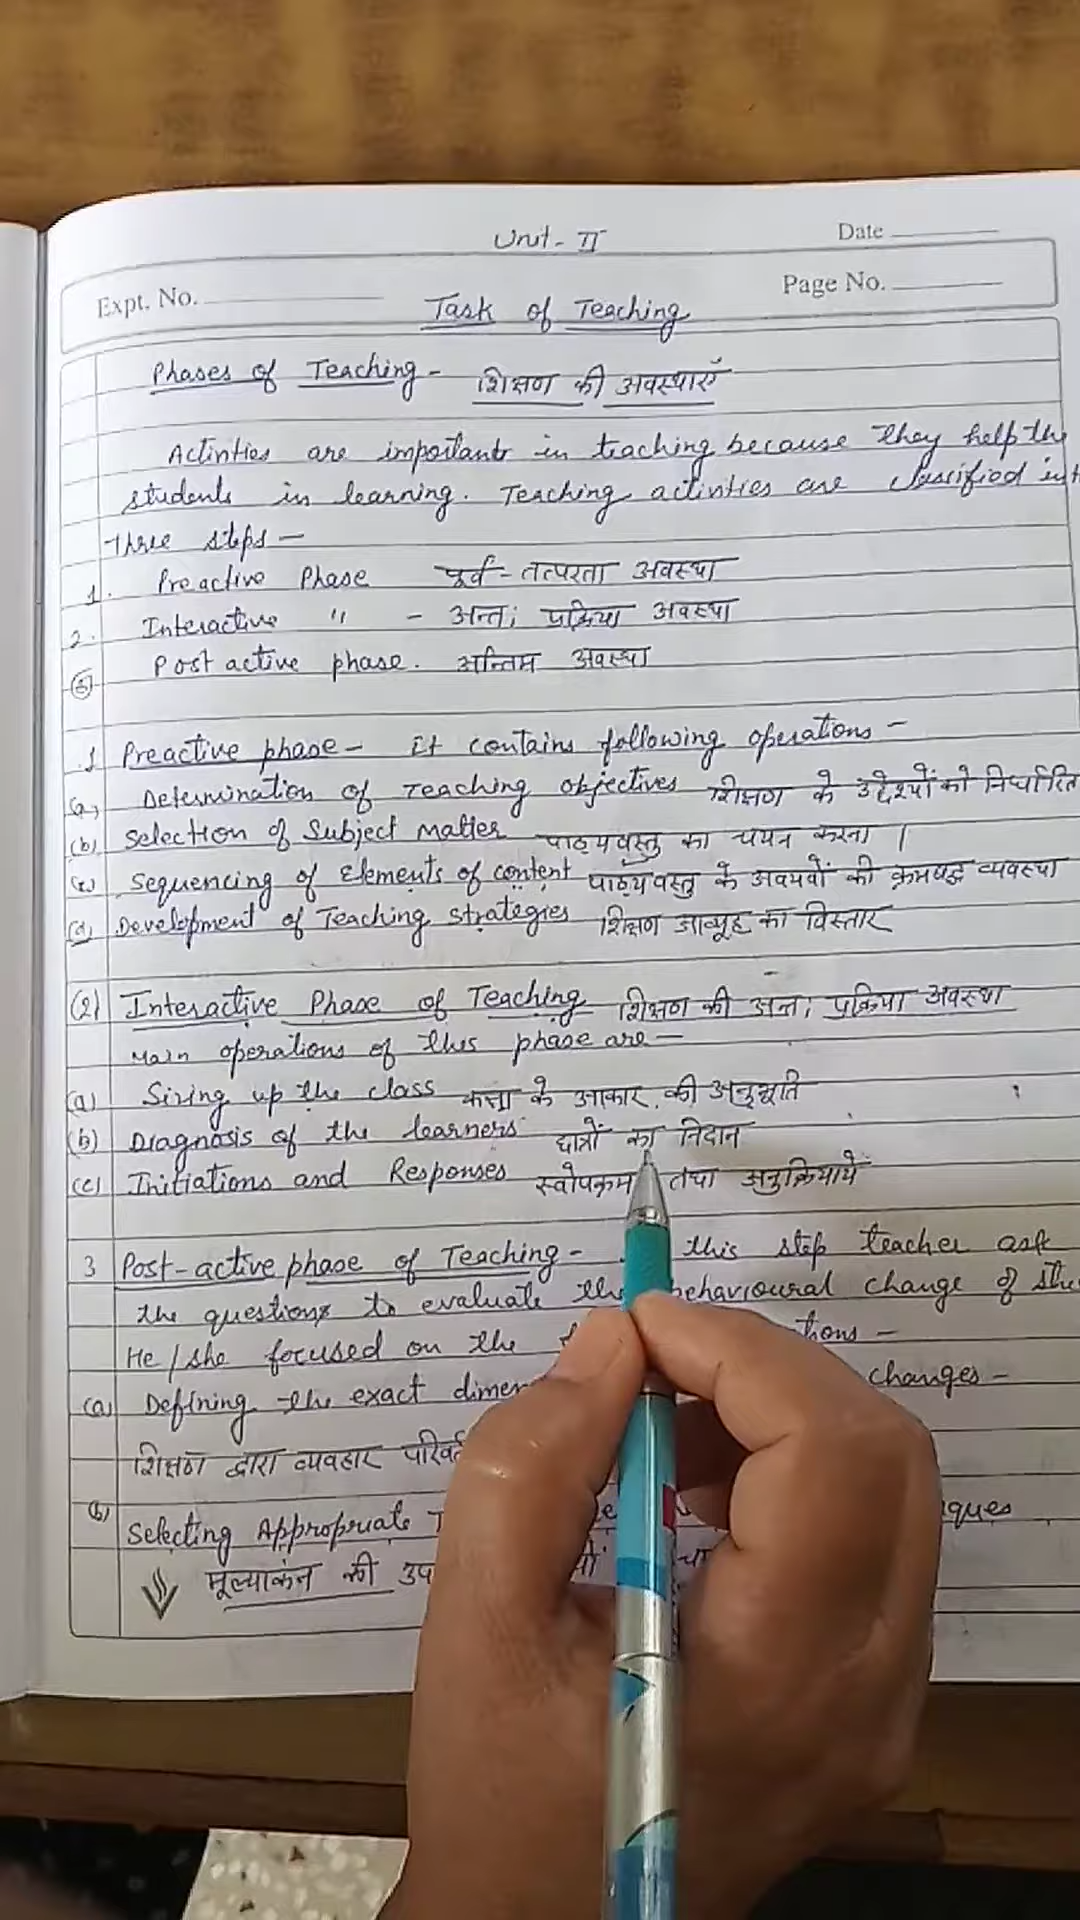 Unit - II
Date
Expt. No.
Page No.
Task of Teaching
Phases of Teaching - शिक्षण की अवस्थाएँ
Activities are important in teaching because they help the
students in learning. Teaching activities are classified
Three steps -
1. Preactive Phase पूर्व - तत्परता अवस्था
2. Interactive " - अन्त: प्रक्रिया अवस्था
Post active phase. अन्तिम अवस्था
1 Preactive phase - it contains following operations -
(a) Determination of Teaching objectives शिक्षण के उद्देश्यों को निर्धारित
(b) Selection of Subject Matter पाठ्यवस्तु का चयन करना ।
(c) Sequencing of Elements of content पाठ्यवस्तु के अवयवों की क्रमबद्ध व्यवस्था
(d) Development of Teaching strategies शिक्षण आव्यूह का विस्तार
(2) Interactive Phase of Teaching शिक्षण की अन्त: प्रक्रिया अवस्था
Main operations of this phase are -
(a) Sizing up the class कक्षा के आकार की अनुभूति
(b) Diagnosis of the learners छात्रों का निदान
(c) Initiations and Responses स्वोपक्रम तथा अनुक्रियायें
3 Post-active phase of Teaching - this step teacher ask
the questions to evaluate behavioural change of
He/she focused on the
(a) Defining the exact changes -
शिक्षण द्वारा व्यवहार
(b) Selecting Appropriate
मूल्याकंन की